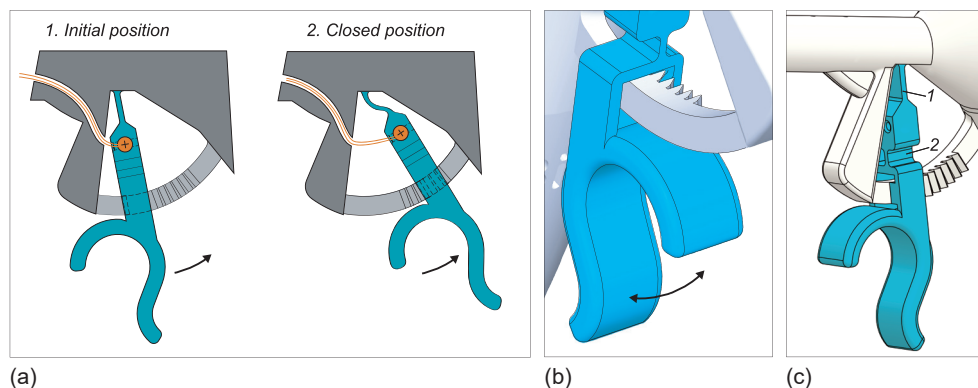 1. Initial position
2. Closed position
1
2
(a)
(b)
(c)